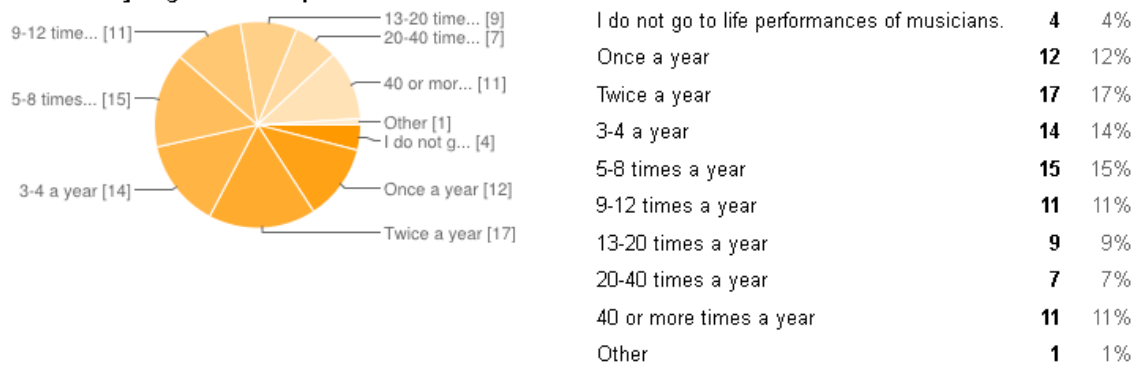 13-20 time... [9]
9-12 time... [11]
20-40 time... [7]
40 or mor... [11]
5-8 times... [15]
Other [1]
I do not g... [4]
3-4 a year [14]
Once a year [12]
Twice a year [17]
I do not go to life performances of musicians. 4 4%
Once a year 12 12%
Twice a year 17 17%
3-4 a year 14 14%
5-8 times a year 15 15%
9-12 times a year 11 11%
13-20 times a year 9 9%
20-40 times a year 7 7%
40 or more times a year 11 11%
Other 1 1%